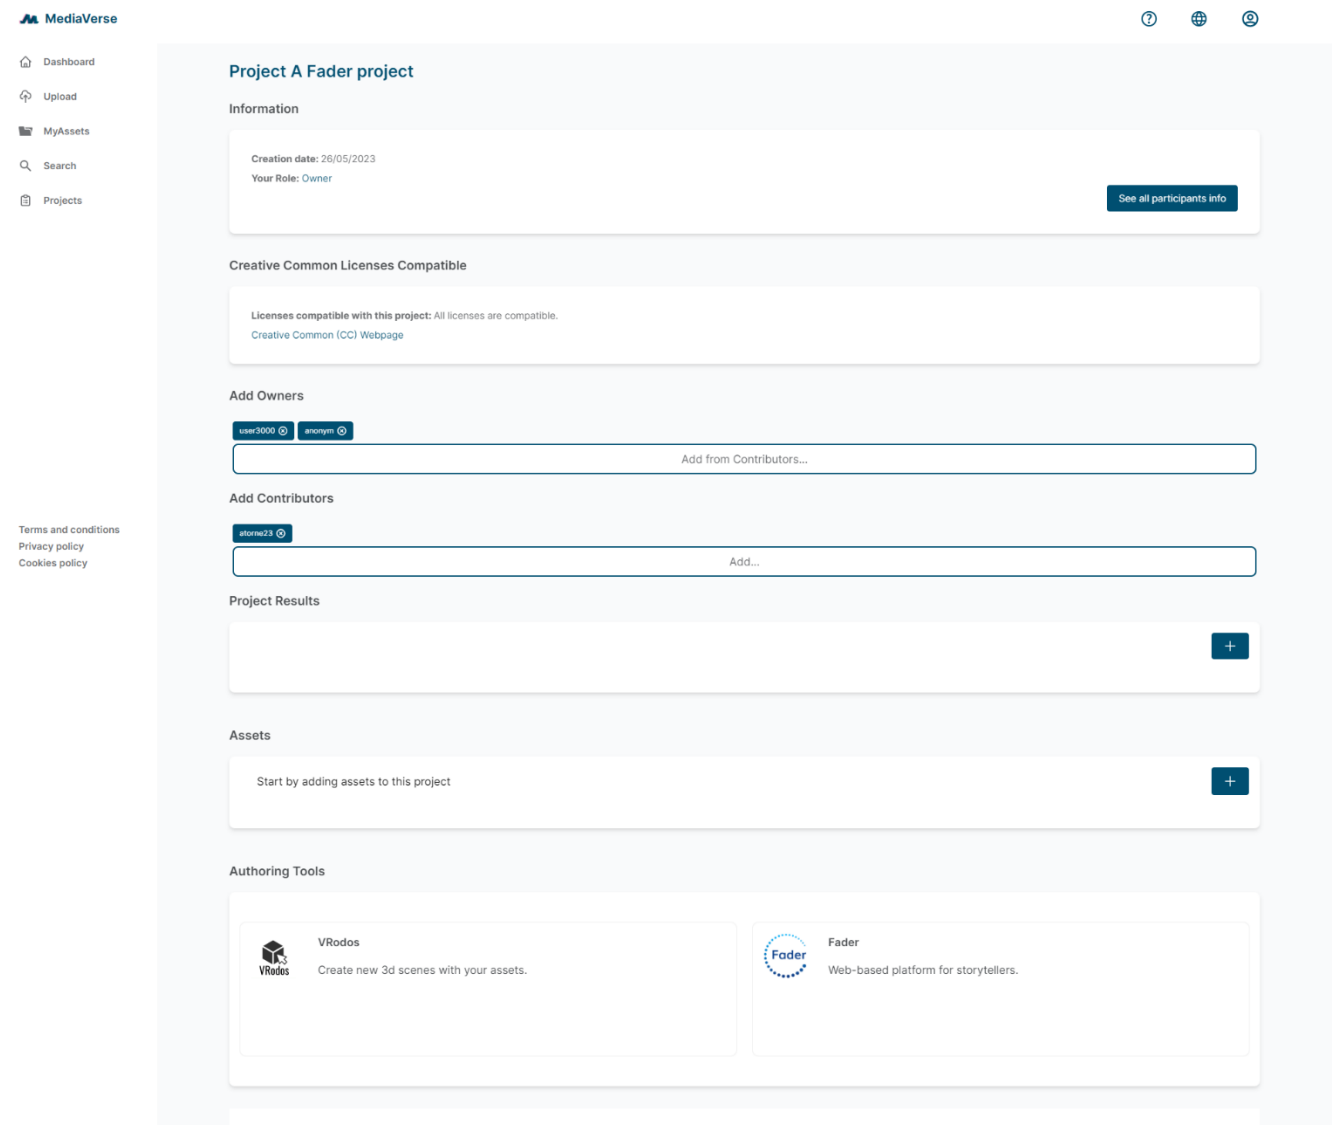 MediaVerse
Dashboard
Upload
MyAssets
Search
Projects
Terms and conditions
Privacy policy
Cookies policy
Project A Fader project
Information
Creation date: 26/05/2023
Your Role: Owner
See all participants info
Creative Common Licenses Compatible
Licenses compatible with this project: All licenses are compatible.
Creative Common (CC) Webpage
Add Owners
user3000 anonym
Add from Contributors...
Add Contributors
atorne23
Add...
Project Results
+
Assets
Start by adding assets to this project
+
Authoring Tools
VRodos
VRodos
Create new 3d scenes with your assets.
Fader
Fader
Web-based platform for storytellers.